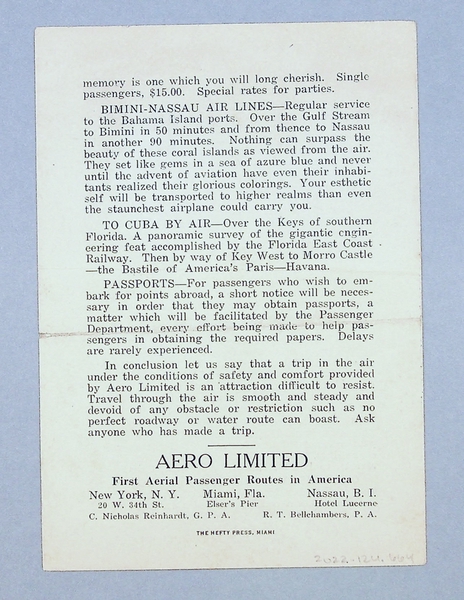 memory is one which you will long cherish. Single
passengers, $15.00. Special rates for parties.
BIMINI-NASSAU AIR LINES—Regular service
to the Bahama Island ports. Over the Gulf Stream
to Bimini in 50 minutes and from thence to Nassau
in another 90 minutes. Nothing can surpass the
beauty of these coral islands as viewed from the air.
They set like gems in a sea of azure blue and never
until the advent of aviation have even their inhabi-
tants realized their glorious colorings. Your esthetic
self will be transported to higher realms than even
the staunchest airplane could carry you.
TO CUBA BY AIR—Over the Keys of southern
Florida. A panoramic survey of the gigantic engin-
eering feat accomplished by the Florida East Coast
Railway. Then by way of Key West to Morro Castle
—the Bastile of America's Paris—Havana.
PASSPORTS—For passengers who wish to em-
bark for points abroad, a short notice will be neces-
sary in order that they may obtain passports, a
matter which will be facilitated by the Passenger
Department, every effort being made to help pas-
sengers in obtaining the required papers. Delays
are rarely experienced.
In conclusion let us say that a trip in the air
under the conditions of safety and comfort provided
by Aero Limited is an attraction difficult to resist.
Travel through the air is smooth and steady and
devoid of any obstacle or restriction such as no
perfect roadway or water route can boast. Ask
anyone who has made a trip.
AERO LIMITED
First Aerial Passenger Routes in America
New York, N. Y. Miami, Fla. Nassau, B. I.
20 W. 34th St. Elser's Pier Hotel Lucerne
C. Nicholas Reinhardt, G. P. A. R. T. Bellchambers, P. A.
THE HEFTY PRESS, MIAMI